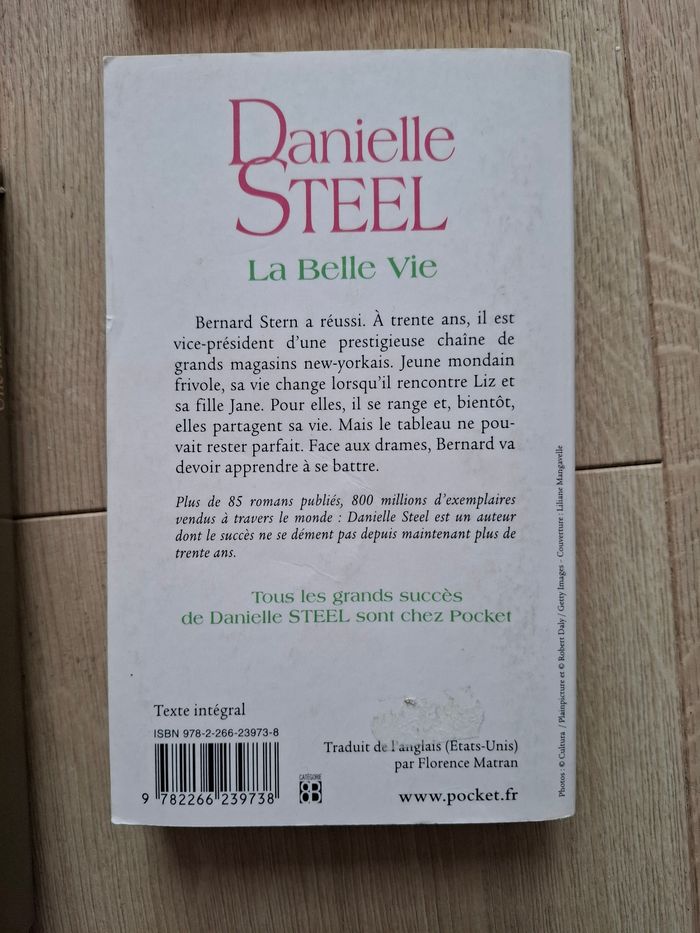 Danielle
STEEL
La Belle Vie
Bernard Stern a réussi. À trente ans, il est
vice-président d'une prestigieuse chaîne de
grands magasins new-yorkais. Jeune mondain
frivole, sa vie change lorsqu'il rencontre Liz et
sa fille Jane. Pour elles, il se range et, bientôt,
elles partagent sa vie. Mais le tableau ne pou-
vait rester parfait. Face aux drames, Bernard va
devoir apprendre à se battre.
Plus de 85 romans publiés, 800 millions d'exemplaires
vendus à travers le monde : Danielle Steel est un auteur
dont le succès ne se dément pas depuis maintenant plus de
trente ans.
Tous les grands succès
de Danielle STEEL sont chez Pocket
Texte intégral
ISBN 978-2-266-23973-8
9 782266 239738
CATÉGORIE
8
Traduit de l'anglais (États-Unis)
par Florence Matran
www.pocket.fr
Photos : © Cultura / Plainpicture et © Robert Daly / Getty Images - Couverture : Liliane Mangavelle